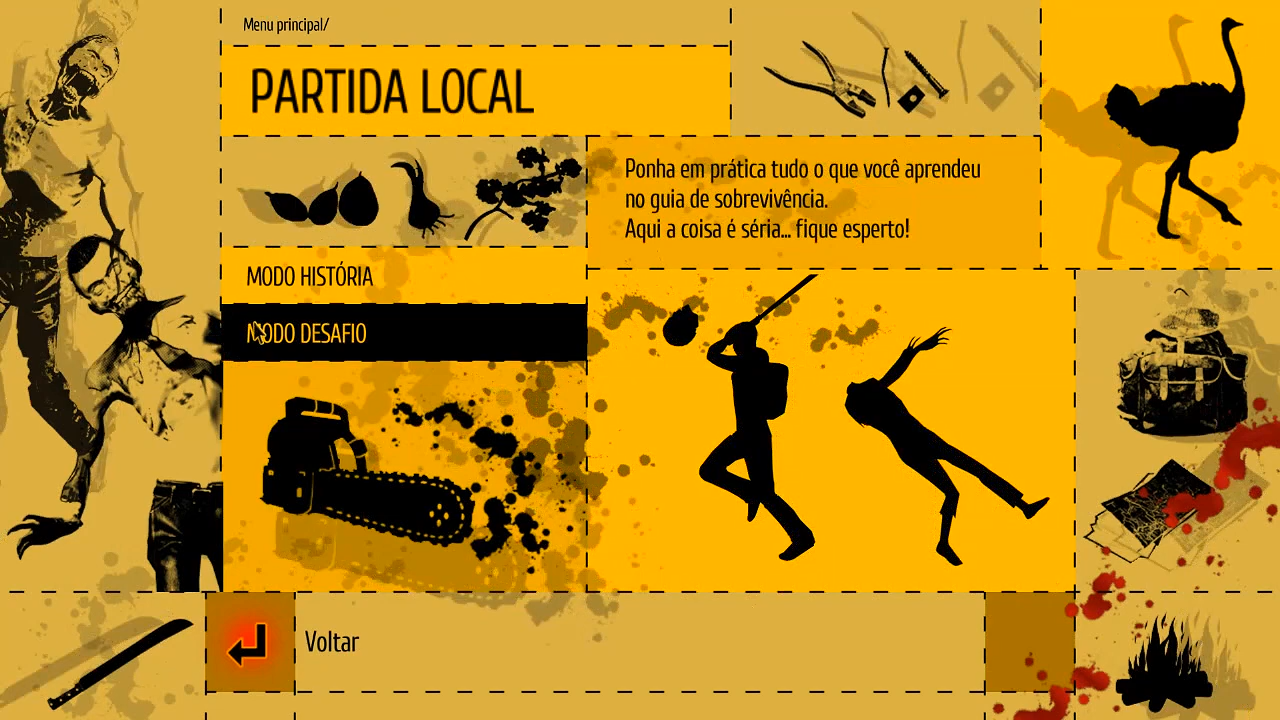 Menu principal/
PARTIDA LOCAL
Ponha em prática tudo o que você aprendeu
no guia de sobrevivência.
Aqui a coisa é séria... fique esperto!
MODO HISTÓRIA
MODO DESAFIO
Voltar